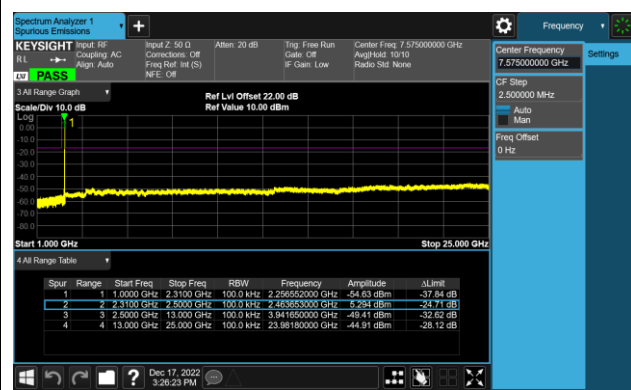 Spectrum Analyzer 1
Spurious Emissions
Frequency
KEYSIGHT
Input: RF
Coupling: AC
Align: Auto
Input Z: 50 Ω
Corrections: Off
Freq Ref: Int (S)
NFE: Off
Atten: 20 dB
Trig: Free Run
Gate: Off
IF Gain: Low
Center Freq: 7.575000000 GHz
Avg|Hold: 10/10
Radio Std: None
RL
LXI
PASS
Center Frequency
7.575000000 GHz
Settings
CF Step
2.500000 MHz
Auto
Man
Freq Offset
0 Hz
3 All Range Graph
Scale/Div 10.0 dB
Ref Lvl Offset 22.00 dB
Ref Value 10.00 dBm
Log
1
0.00
-10.0
-20.0
-30.0
-40.0
-50.0
-60.0
-70.0
-80.0
Start 1.000 GHz
Stop 25.000 GHz
4 All Range Table
Spur Range Start Freq Stop Freq RBW Frequency Amplitude ΔLimit
1 1 1.0000 GHz 2.3100 GHz 100.0 kHz 2.256552000 GHz -54.63 dBm -37.84 dB
2 2 2.3100 GHz 2.5000 GHz 100.0 kHz 2.463653000 GHz 5.294 dBm -24.71 dB
3 3 2.5000 GHz 13.000 GHz 100.0 kHz 3.941650000 GHz -49.41 dBm -32.62 dB
4 4 13.000 GHz 25.000 GHz 100.0 kHz 23.98180000 GHz -44.91 dBm -28.12 dB
?
Dec 17, 2022
3:26:23 PM